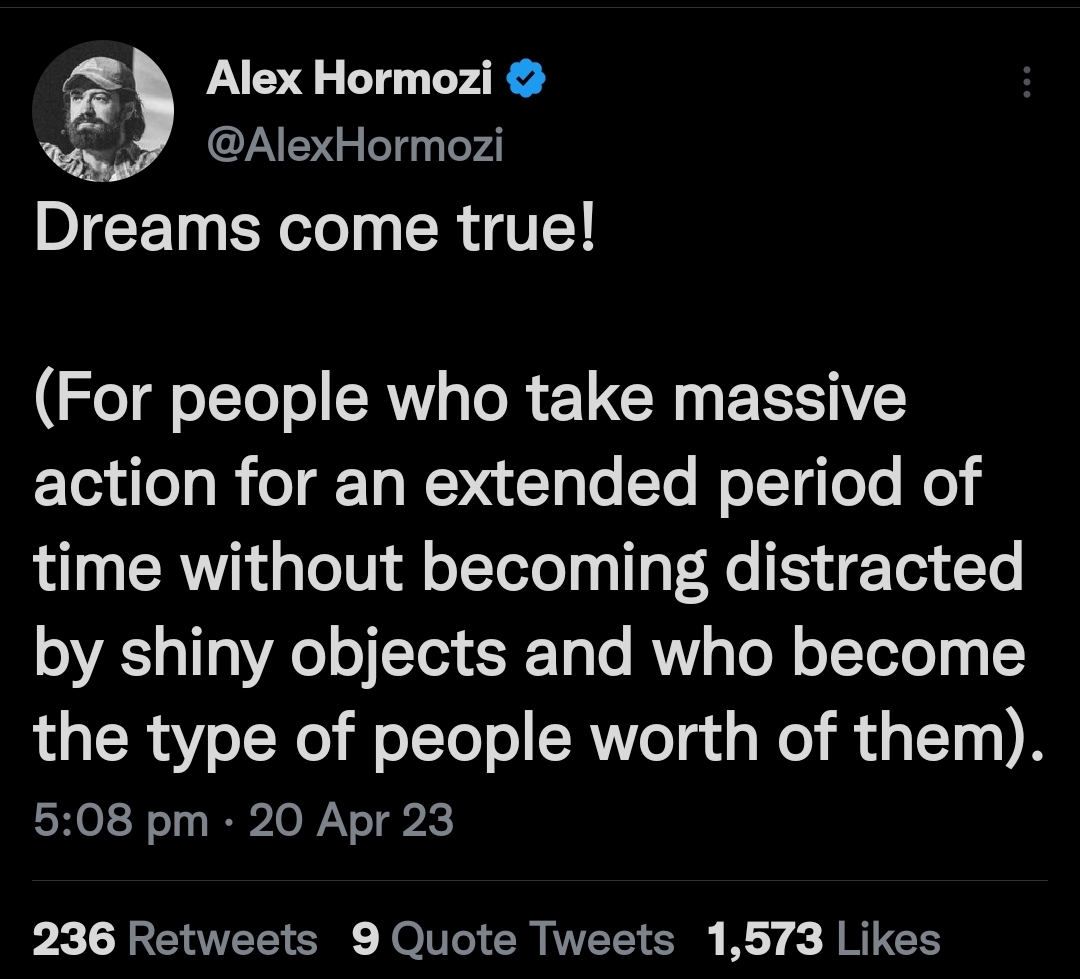 Alex Hormozi
@AlexHormozi
Dreams come true!
(For people who take massive
action for an extended period of
time without becoming distracted
by shiny objects and who become
the type of people worth of them).
5:08 pm · 20 Apr 23
236 Retweets 9 Quote Tweets 1,573 Likes